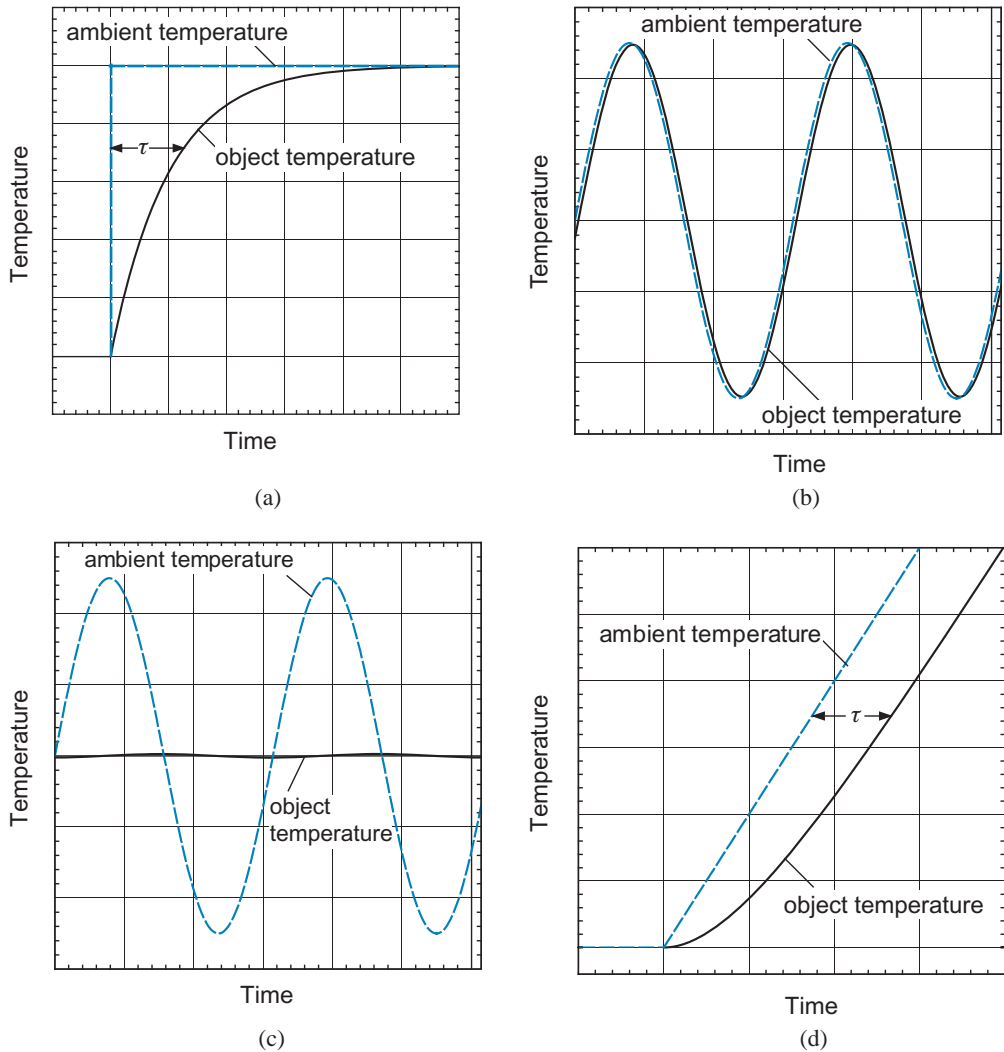 ambient temperature
τ
object temperature
Temperature
Time
(a)
ambient temperature
object temperature
Temperature
Time
(b)
ambient temperature
object
temperature
Temperature
Time
(c)
ambient temperature
τ
object temperature
Temperature
Time
(d)